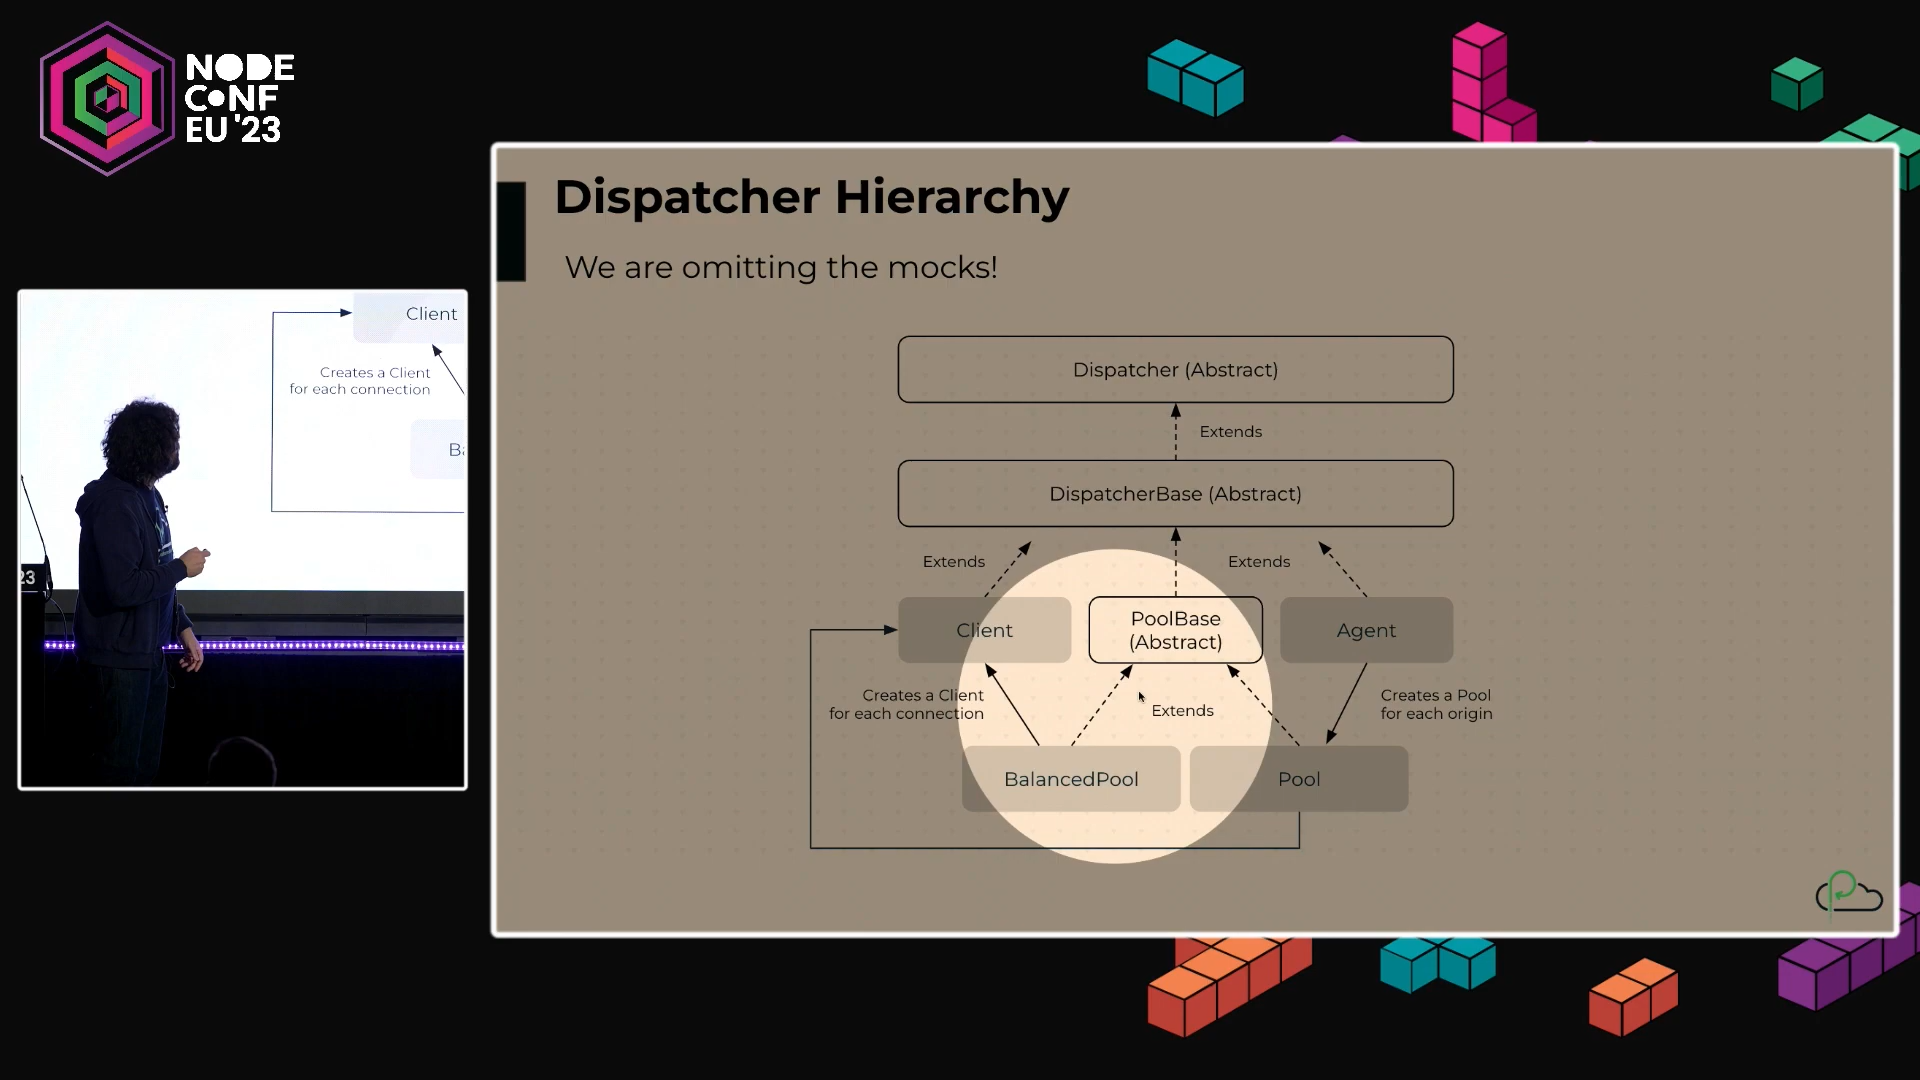 NODE
CONF
EU '23
Dispatcher Hierarchy
We are omitting the mocks!
Dispatcher (Abstract)
Extends
DispatcherBase (Abstract)
Extends
Extends
Client
PoolBase
(Abstract)
Agent
Creates a Client
for each connection
Extends
Creates a Pool
for each origin
BalancedPool
Pool
Client
Creates a Client
for each connection
Ba
23